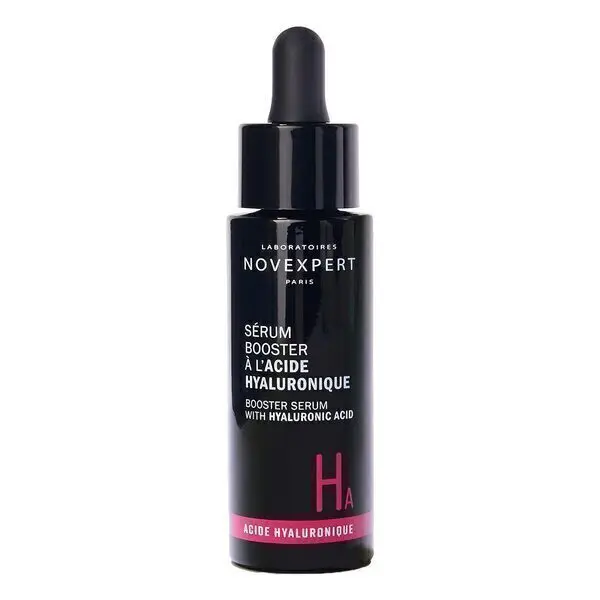 LABORATOIRES
NOVEXPERT
PARIS
SÉRUM
BOOSTER
À L'ACIDE
HYALURONIQUE
BOOSTER SERUM
WITH HYALURONIC ACID
HA
ACIDE HYALURONIQUE